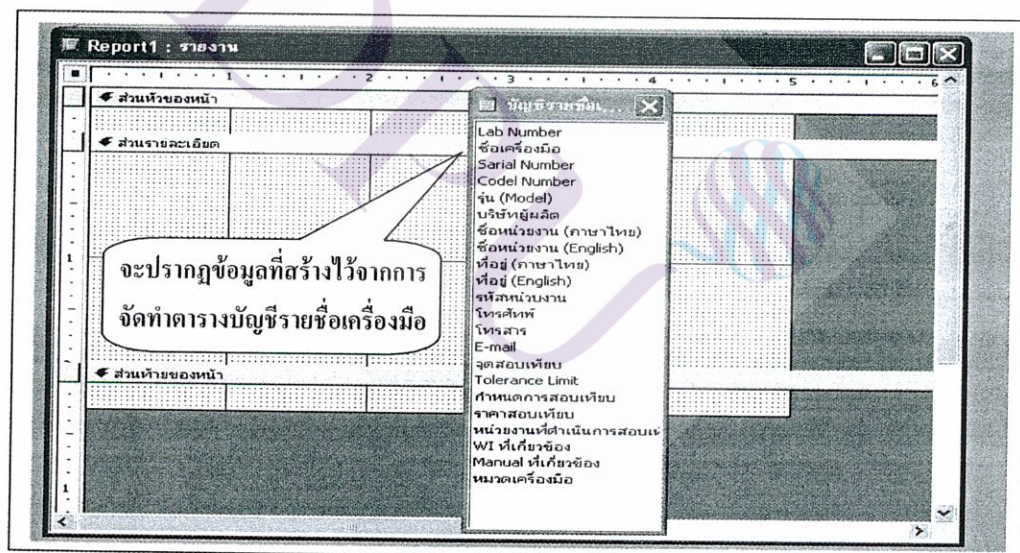 Report1 : รายงาน
1 2 3 4 5 6
ส่วนหัวของหน้า
ส่วนรายละเอียด
1
จะปรากฏข้อมูลที่สร้างไว้จากการ
จัดทำตารางบัญชีรายชื่อเครื่องมือ
ส่วนท้ายของหน้า
1
บัญชีรายชื่อเ...
Lab Number
ชื่อเครื่องมือ
Sarial Number
Codel Number
รุ่น (Model)
บริษัทผู้ผลิต
ชื่อหน่วยงาน (ภาษาไทย)
ชื่อหน่วยงาน (English)
ที่อยู่ (ภาษาไทย)
ที่อยู่ (English)
รหัสหน่วบงาน
โทรศัพท์
โทรสาร
E-mail
จุดสอบเทียบ
Tolerance Limit
กำหนดการสอบเทียบ
ราคาสอบเทียบ
หน่วยงานที่ดำเนินการสอบเท่
WI ที่เกี่ยวข้อง
Manual ที่เกี่ยวข้อง
หมวดเครื่องมือ